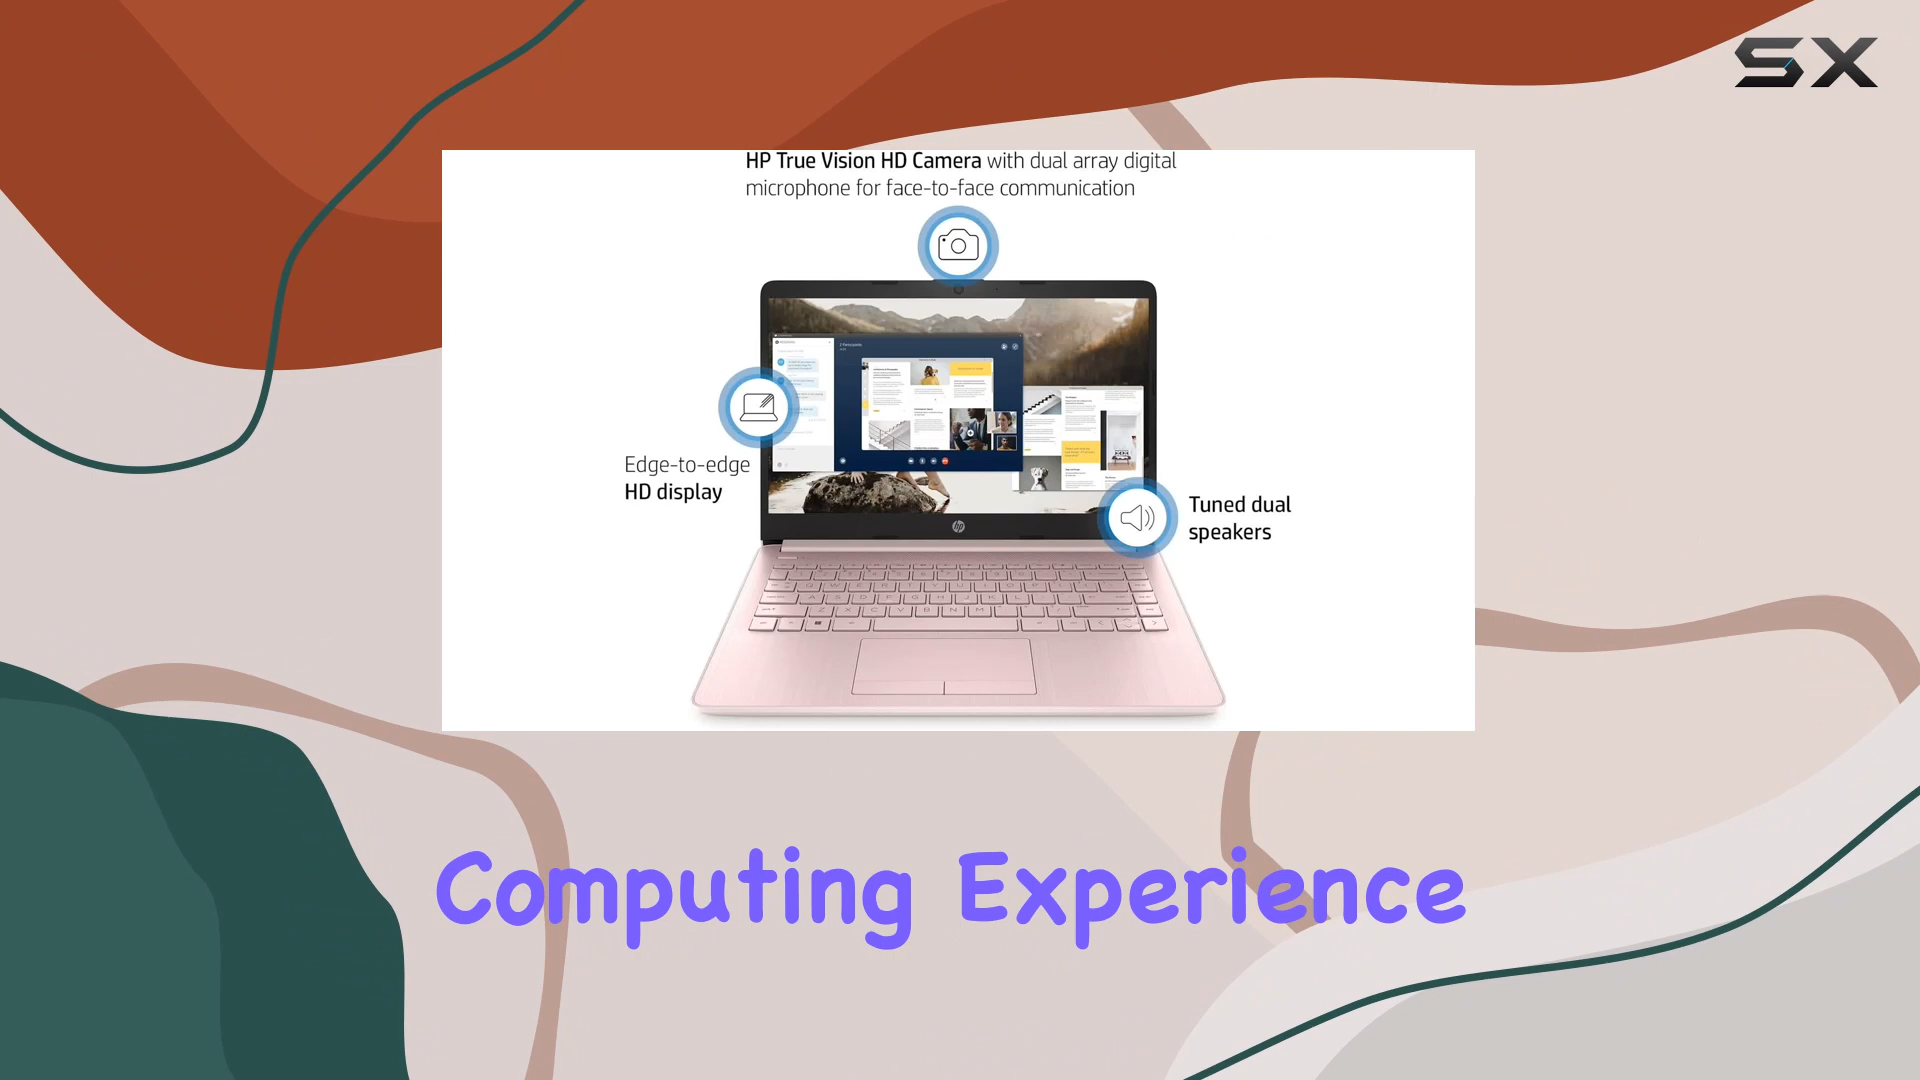 SX
HP True Vision HD Camera with dual array digital
microphone for face-to-face communication
Edge-to-edge
HD display
hp
Tuned dual
speakers
Computing Experience